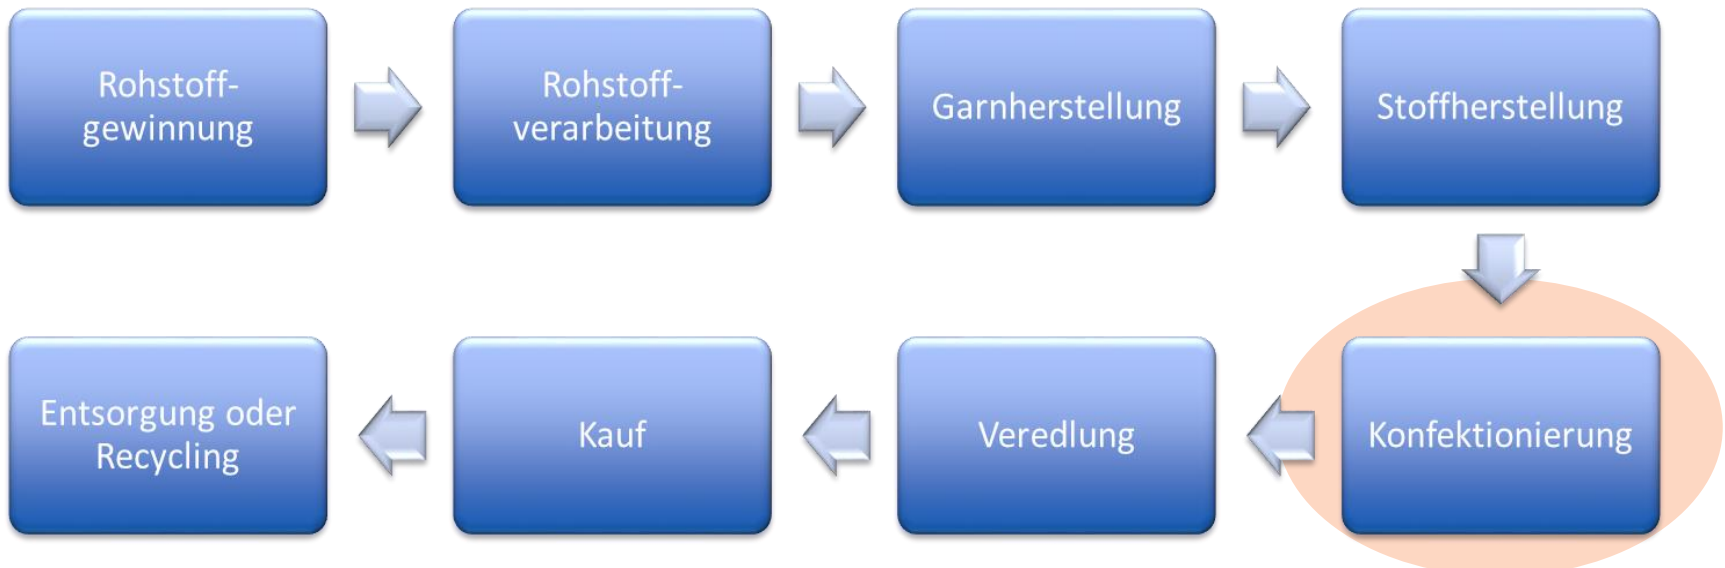 Rohstoff-
gewinnung
Rohstoff-
verarbeitung
Garnherstellung
Stoffherstellung
Konfektionierung
Veredlung
Kauf
Entsorgung oder
Recycling